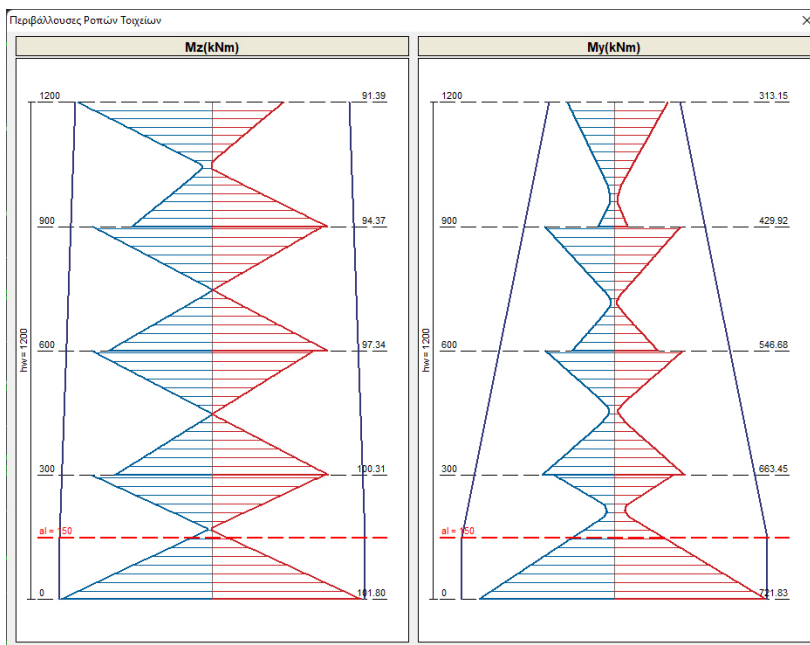 Περιβάλλουσες Ροπών Τοιχείων
Mz(kNm)
1200
91.39
900
94.37
hw = 1200
600
97.34
300
100.31
al = 150
0
101.80
My(kNm)
1200
313.15
900
429.92
hw = 1200
600
546.68
300
663.45
al = 150
0
721.83